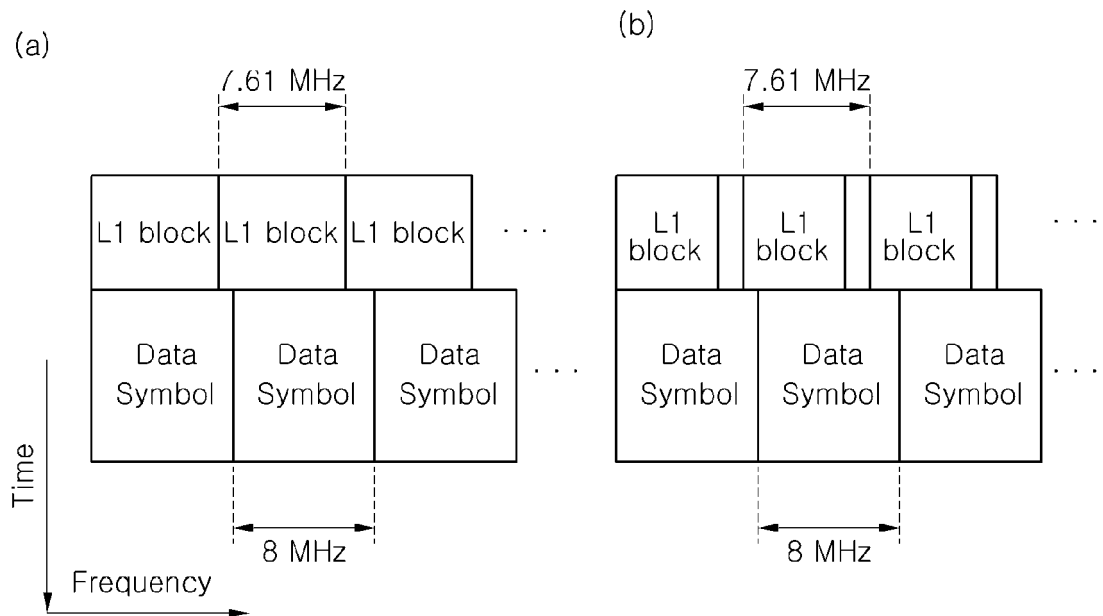 (a)
7.61 MHz
L1 block L1 block L1 block . . .
Data Symbol Data Symbol Data Symbol . . .
8 MHz
Time
Frequency
(b)
7.61 MHz
L1 block L1 block L1 block . . .
Data Symbol Data Symbol Data Symbol . . .
8 MHz